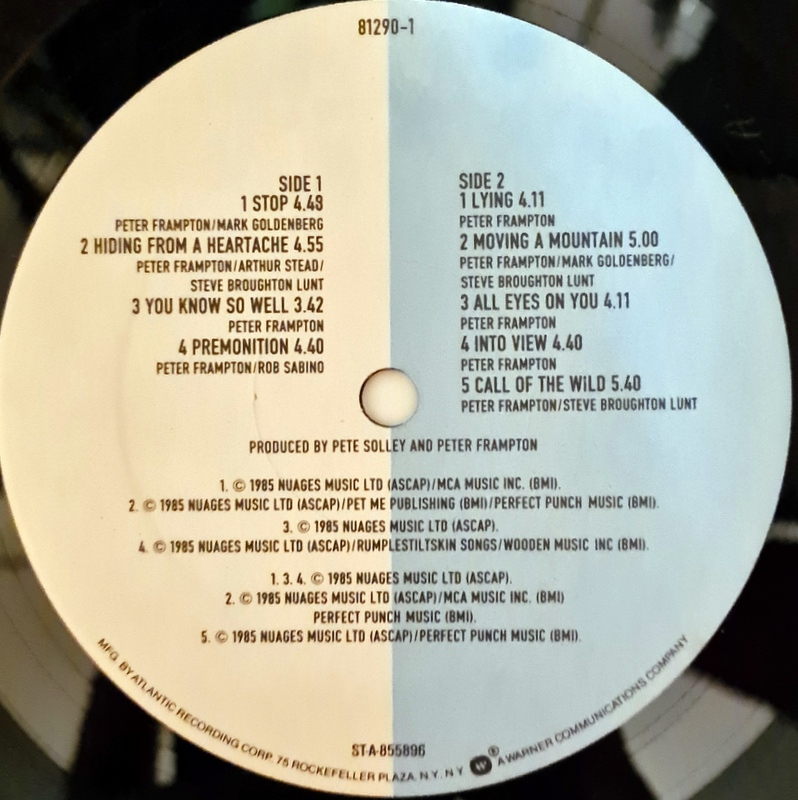 81290-1
SIDE 1
1 STOP 4.43
PETER FRAMPTON/MARK GOLDENBERG
2 HIDING FROM A HEARTACHE 4.55
PETER FRAMPTON/ARTHUR STEAD/
STEVE BROUGHTON LUNT
3 YOU KNOW SO WELL 3.42
PETER FRAMPTON
4 PREMONITION 4.40
PETER FRAMPTON/ROB SABINO
SIDE 2
1 LYING 4.11
PETER FRAMPTON
2 MOVING A MOUNTAIN 5.00
PETER FRAMPTON/MARK GOLDENBERG/
STEVE BROUGHTON LUNT
3 ALL EYES ON YOU 4.11
PETER FRAMPTON
4 INTO VIEW 4.40
PETER FRAMPTON
5 CALL OF THE WILD 5.40
PETER FRAMPTON/STEVE BROUGHTON LUNT
PRODUCED BY PETE SOLLEY AND PETER FRAMPTON
1. © 1985 NUAGES MUSIC LTD (ASCAP)/MCA MUSIC INC. (BMI).
2. © 1985 NUAGES MUSIC LTD (ASCAP)/PET ME PUBLISHING (BMI)/PERFECT PUNCH MUSIC (BMI).
3. © 1985 NUAGES MUSIC LTD (ASCAP).
4. © 1985 NUAGES MUSIC LTD (ASCAP)/RUMPLESTILTSKIN SONGS/WOODEN MUSIC INC (BMI).
1. 3. 4. © 1985 NUAGES MUSIC LTD (ASCAP).
2. © 1985 NUAGES MUSIC LTD (ASCAP)/MCA MUSIC INC. (BMI)
PERFECT PUNCH MUSIC (BMI).
5. © 1985 NUAGES MUSIC LTD (ASCAP)/PERFECT PUNCH MUSIC (BMI).
ST-A-855896
MFG. BY ATLANTIC RECORDING CORP. 75 ROCKEFELLER PLAZA, N.Y. N.Y. ® A WARNER COMMUNICATIONS COMPANY